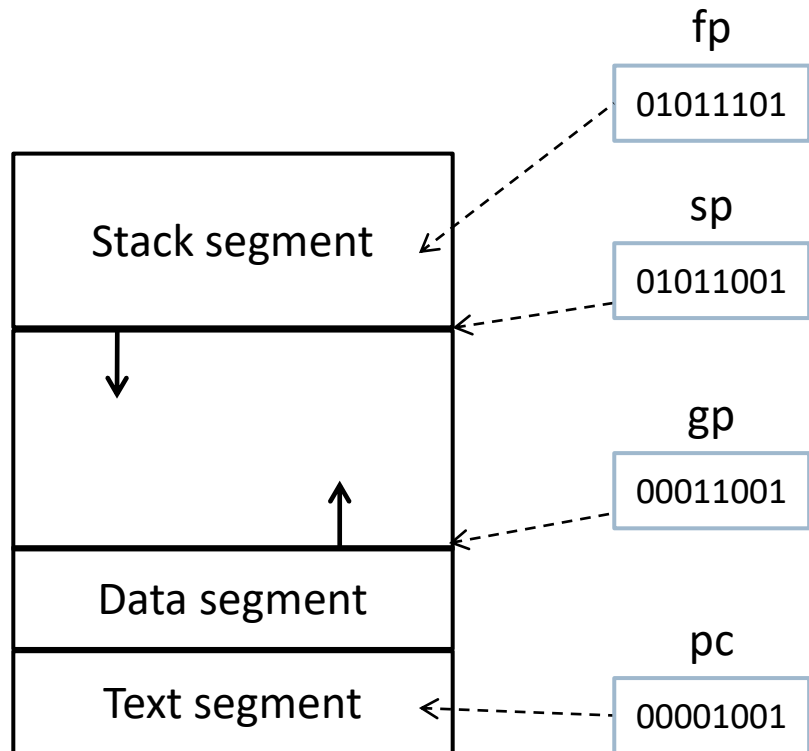 fp
01011101
Stack segment
sp
01011001
gp
00011001
Data segment
pc
Text segment
00001001